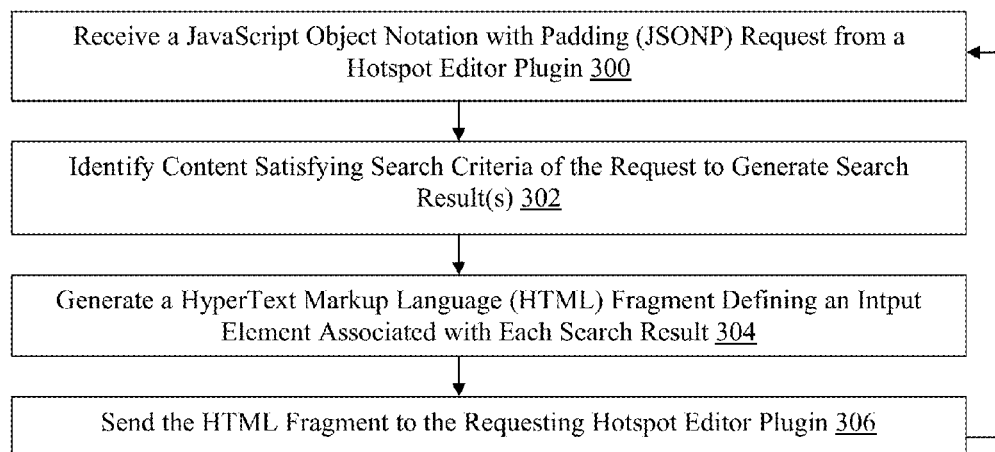 Receive a JavaScript Object Notation with Padding (JSONP) Request from a
Hotspot Editor Plugin 300
Identify Content Satisfying Search Criteria of the Request to Generate Search
Result(s) 302
Generate a HyperText Markup Language (HTML) Fragment Defining an Intput
Element Associated with Each Search Result 304
Send the HTML Fragment to the Requesting Hotspot Editor Plugin 306